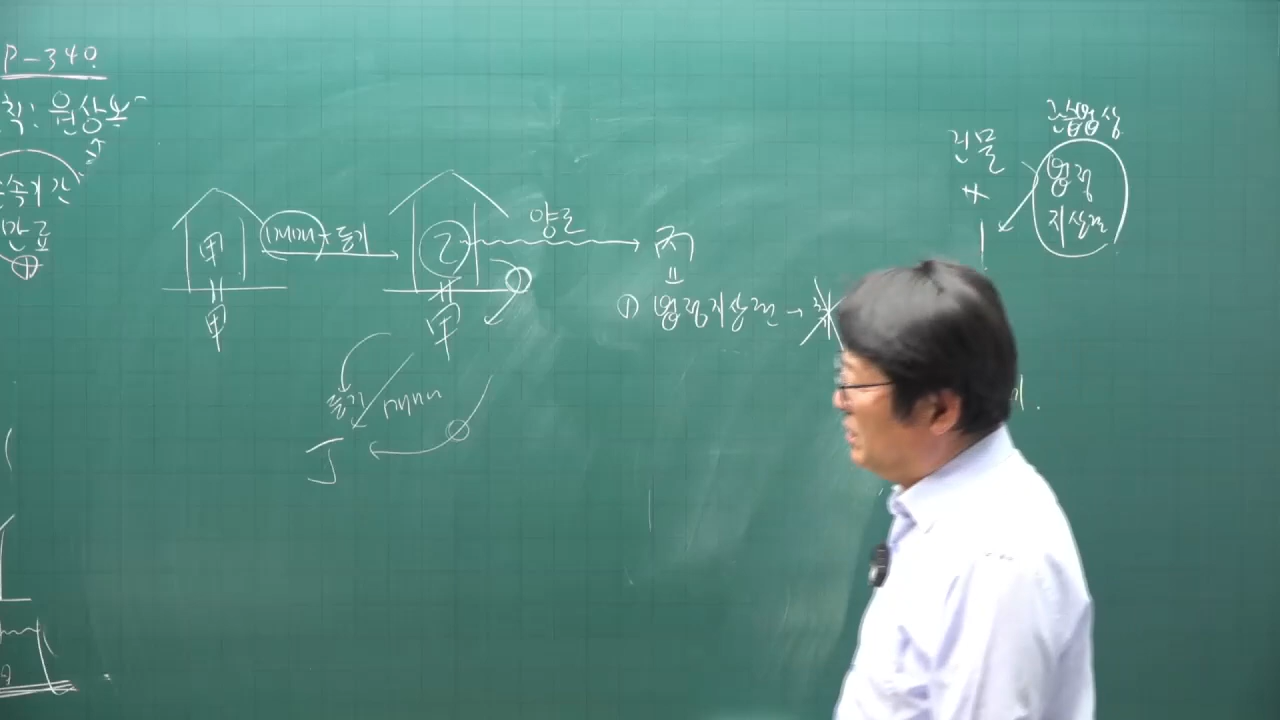 P-340
칙: 원상복
속기간
만료
甲
甲
매매+등기
乙
甲
양도
丙
① 법정지상권 →
등기
매매
丁
건물
+
관습법상
법정
지상권